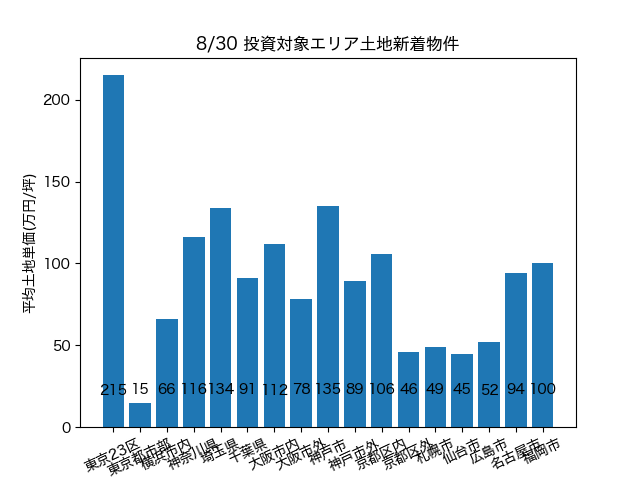 8/30 投資対象エリア土地新着物件
平均土地単価(万円/坪)
200
150
100
50
0
215 15 66 116 134 91 112 78 135 89 106 46 49 45 52 94 100
東京23区 東京都市部 横浜市内 神奈川県 埼玉県 千葉県 大阪市内 大阪市外 神戸市 神戸市外 京都区内 京都区外 札幌市 仙台市 広島市 名古屋市 福岡市